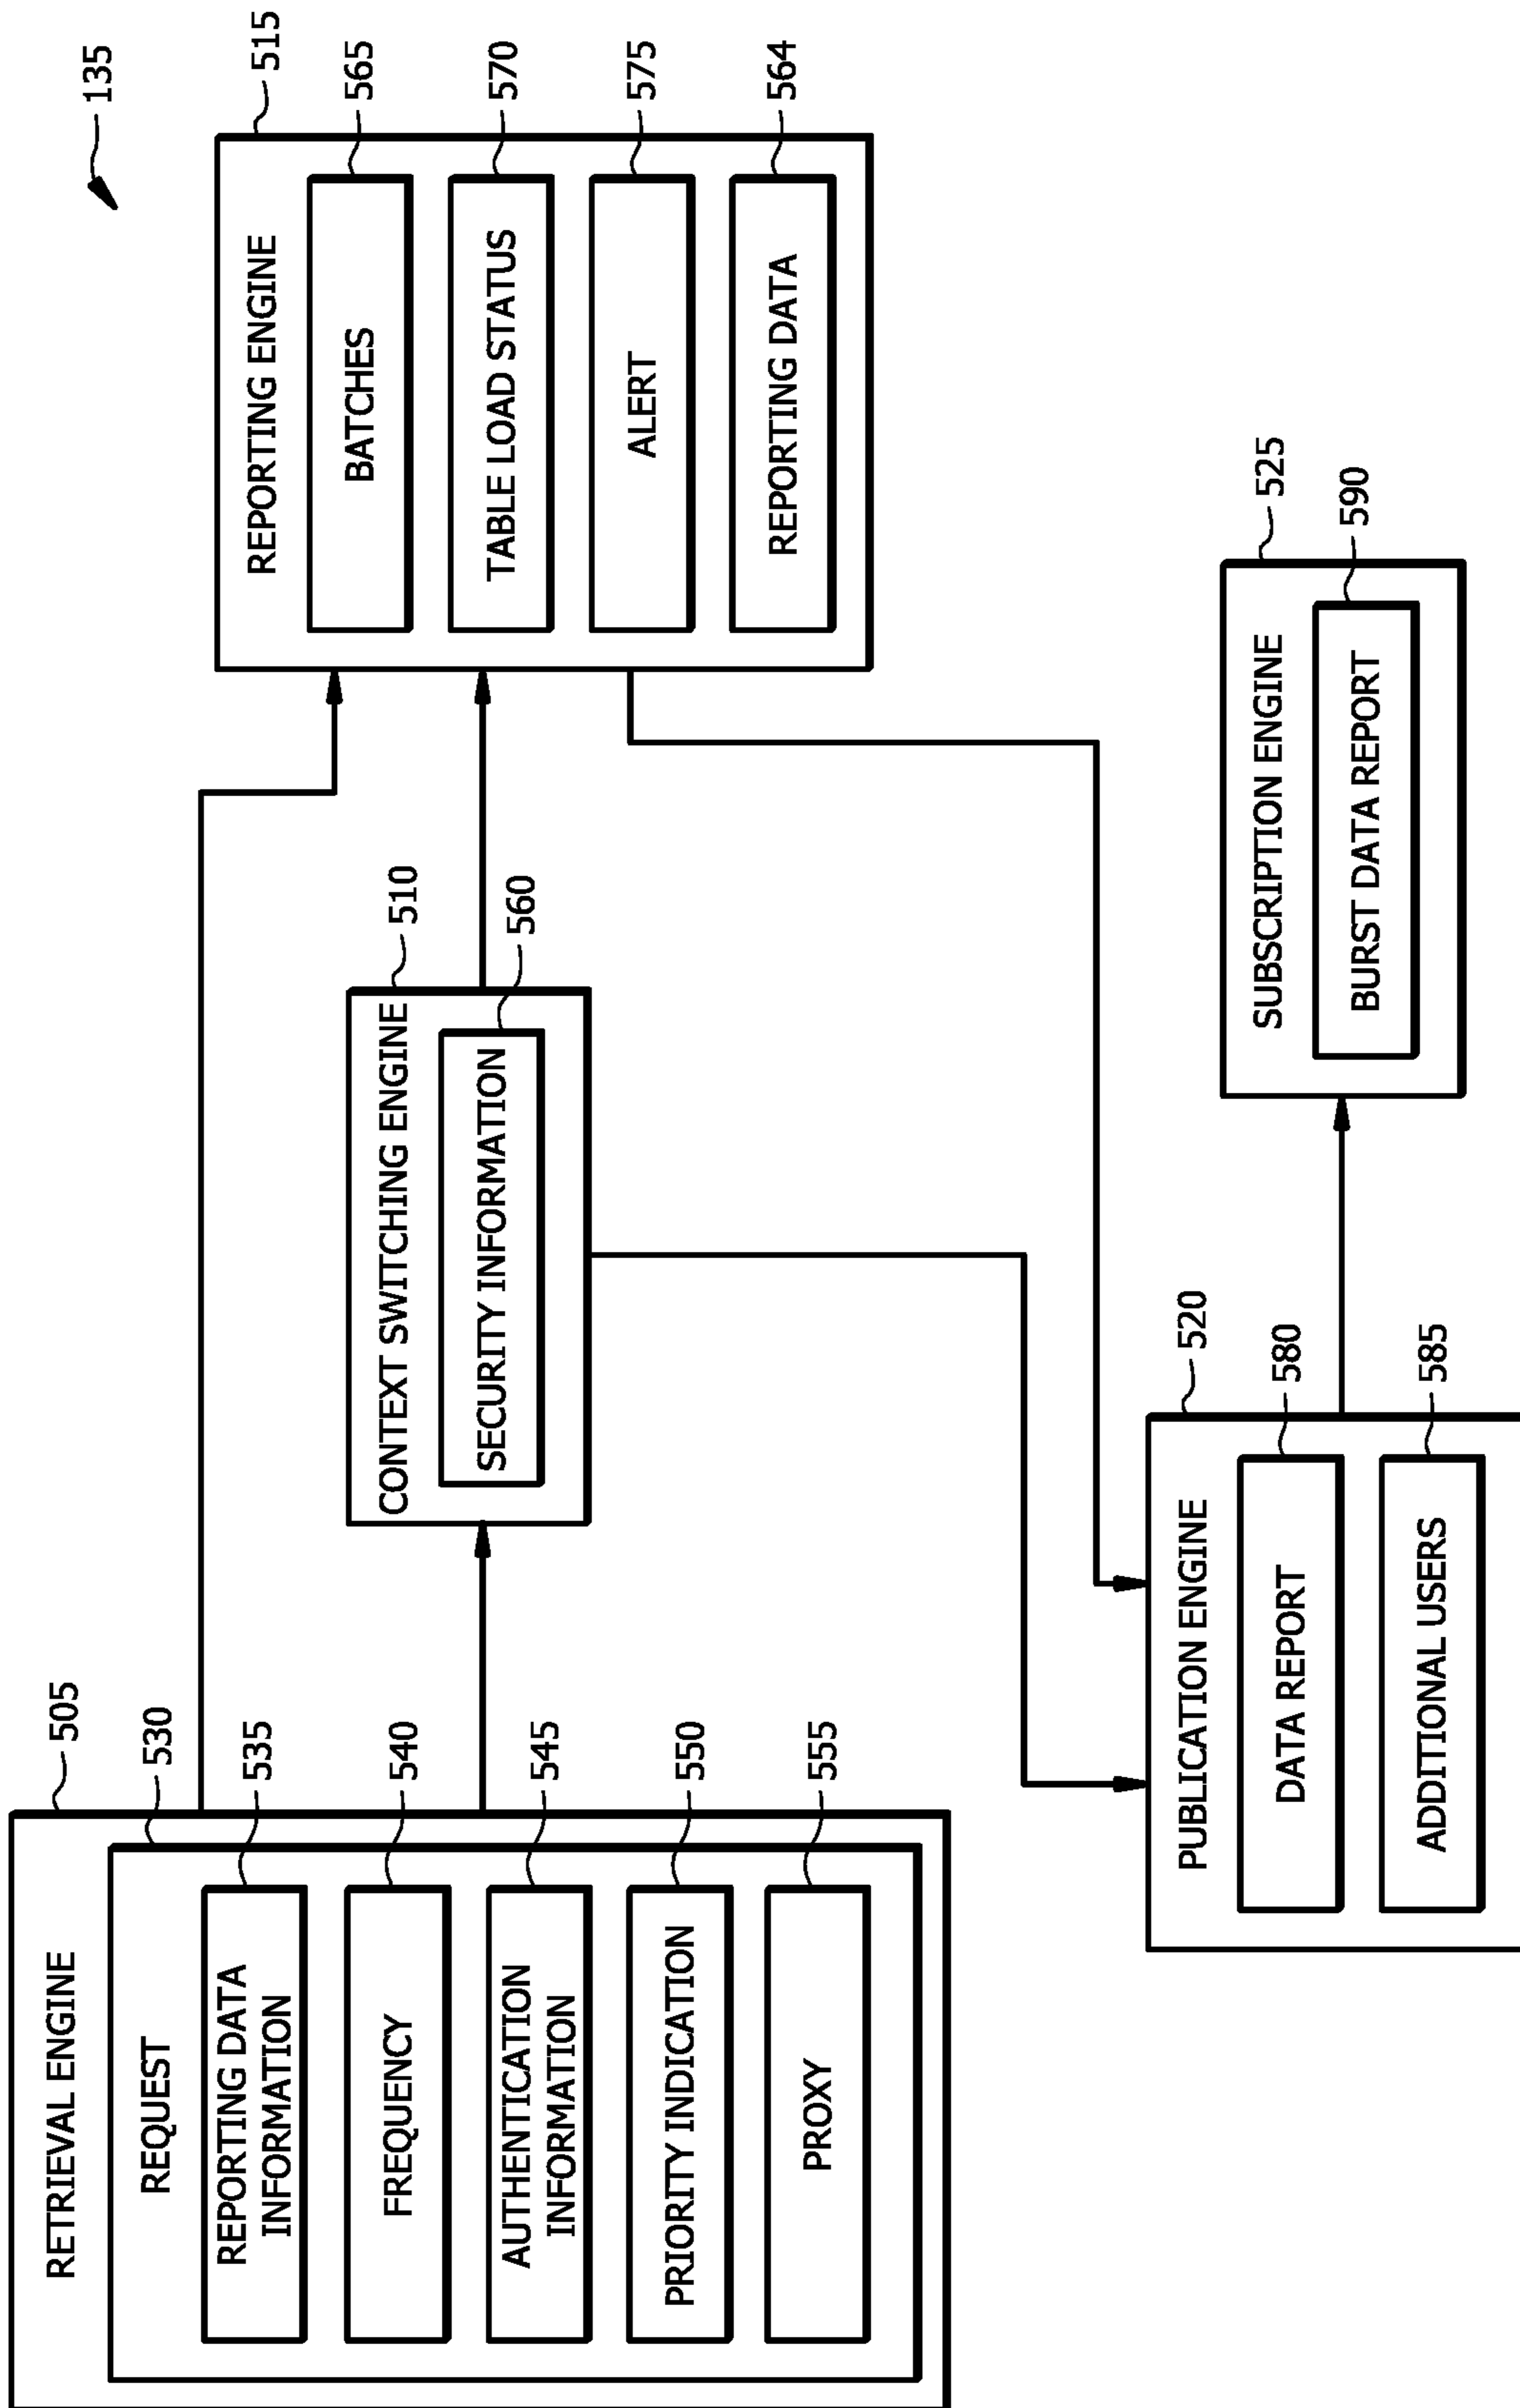 135
RETRIEVAL ENGINE
505
REQUEST
530
REPORTING DATA
INFORMATION
535
FREQUENCY
540
AUTHENTICATION
INFORMATION
545
PRIORITY INDICATION
550
PROXY
555
CONTEXT SWITCHING ENGINE
510
SECURITY INFORMATION
560
REPORTING ENGINE
515
BATCHES
565
TABLE LOAD STATUS
570
ALERT
575
REPORTING DATA
564
PUBLICATION ENGINE
520
DATA REPORT
580
ADDITIONAL USERS
585
SUBSCRIPTION ENGINE
525
BURST DATA REPORT
590